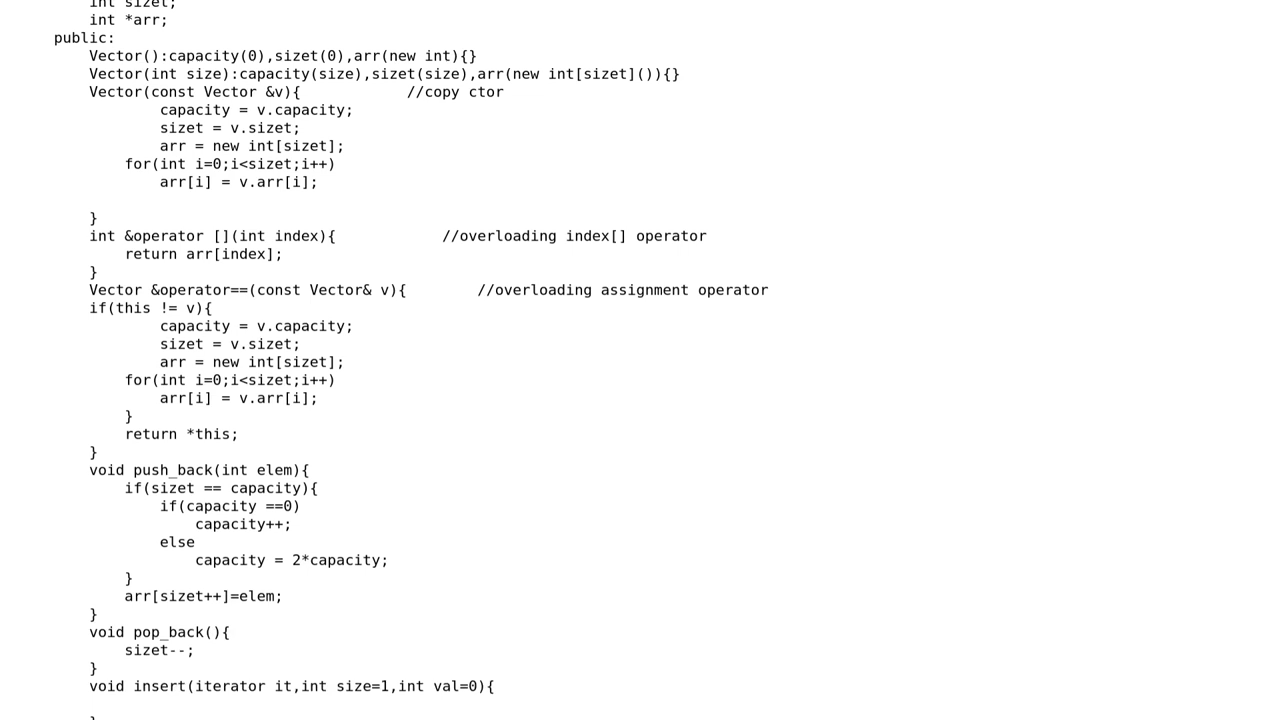 int sizet;
int *arr;
public:
Vector():capacity(0),sizet(0),arr(new int){}
Vector(int size):capacity(size),sizet(size),arr(new int[sizet]()){}
Vector(const Vector &v){ //copy ctor
capacity = v.capacity;
sizet = v.sizet;
arr = new int[sizet];
for(int i=0;i<sizet;i++)
arr[i] = v.arr[i];
}
int &operator [](int index){ //overloading index[] operator
return arr[index];
}
Vector &operator==(const Vector& v){ //overloading assignment operator
if(this != v){
capacity = v.capacity;
sizet = v.sizet;
arr = new int[sizet];
for(int i=0;i<sizet;i++)
arr[i] = v.arr[i];
}
return *this;
}
void push_back(int elem){
if(sizet == capacity){
if(capacity ==0)
capacity++;
else
capacity = 2*capacity;
}
arr[sizet++]=elem;
}
void pop_back(){
sizet--;
}
void insert(iterator it,int size=1,int val=0){
}